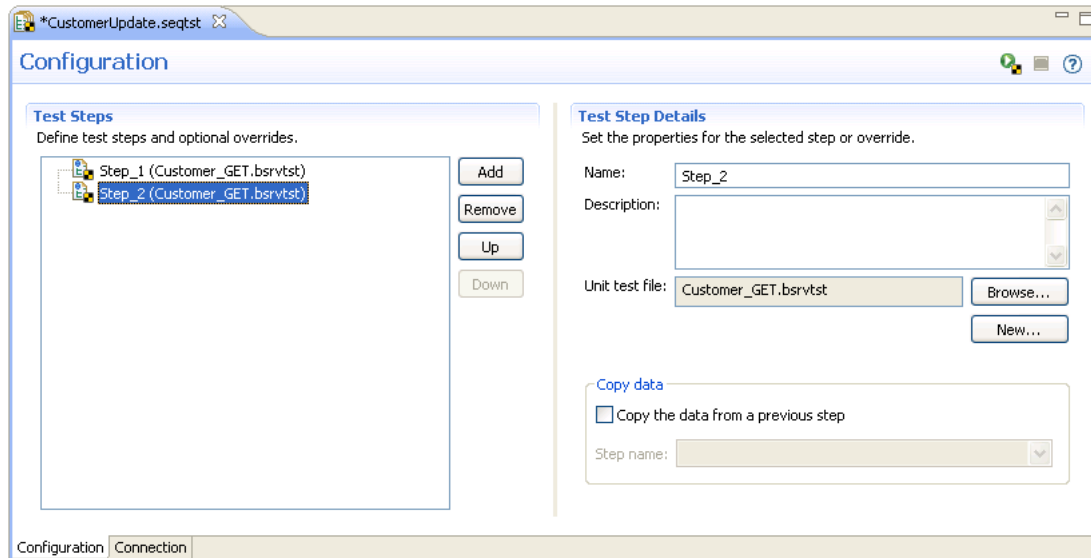 *CustomerUpdate.seqtst
Configuration
Test Steps
Define test steps and optional overrides.
Step_1 (Customer_GET.bsrvtst)
Step_2 (Customer_GET.bsrvtst)
Add
Remove
Up
Down
Test Step Details
Set the properties for the selected step or override.
Name: Step_2
Description:
Unit test file: Customer_GET.bsrvtst Browse...
New...
Copy data
Copy the data from a previous step
Step name:
Configuration Connection